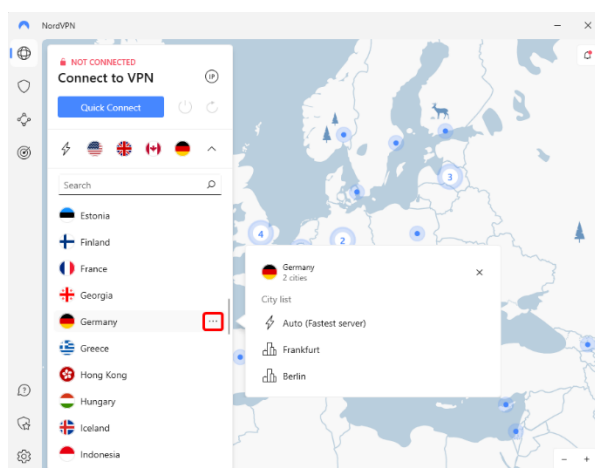 NordVPN
NOT CONNECTED
Connect to VPN
IP
Quick Connect
Search
Estonia
Finland
France
Georgia
Germany
Greece
Hong Kong
Hungary
Iceland
Indonesia
3
4
2
Germany
2 cities
City list
Auto (Fastest server)
Frankfurt
Berlin